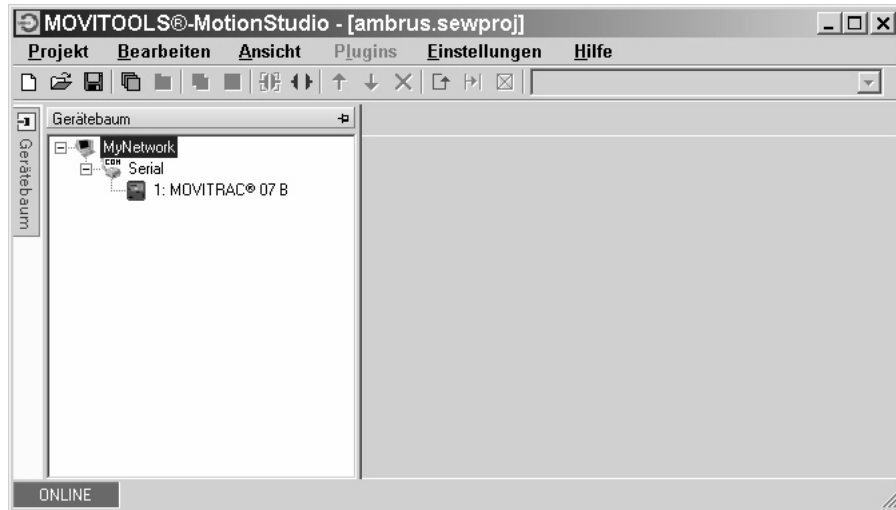 MOVITOOLS®-MotionStudio - [ambrus.sewproj]
Projekt Bearbeiten Ansicht Plugins Einstellungen Hilfe
Gerätebaum
Gerätebaum
MyNetwork
COM
Serial
1: MOVITRAC® 07 B
ONLINE